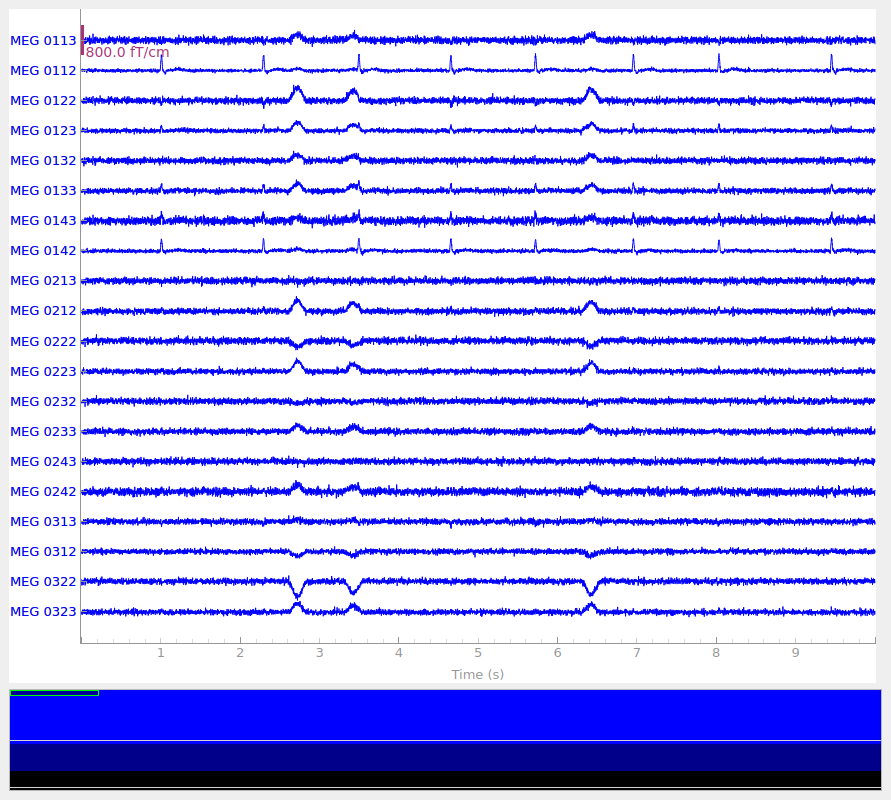 MEG 0113
800.0 fT/cm
MEG 0112
MEG 0122
MEG 0123
MEG 0132
MEG 0133
MEG 0143
MEG 0142
MEG 0213
MEG 0212
MEG 0222
MEG 0223
MEG 0232
MEG 0233
MEG 0243
MEG 0242
MEG 0313
MEG 0312
MEG 0322
MEG 0323
1 2 3 4 5 6 7 8 9
Time (s)